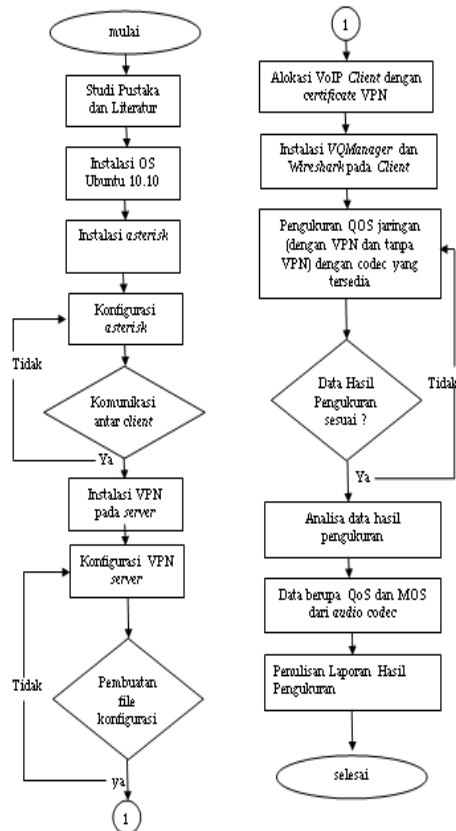 mulai
Studi Pustaka
dan Literatur
Instalasi OS
Ubuntu 10.10
Instalasi asterisk
Konfigurasi
asterisk
Tidak
Komunikasi
antar client
Ya
Instalasi VPN
pada server
Konfigurasi VPN
server
Tidak
Pembuatan
file
konfigurasi
ya
1
1
Alokasi VoIP Client dengan
certificate VPN
Instalasi VQManager dan
Wireshark pada Client
Pengukuran QOS jaringan
(dengan VPN dan tanpa
VPN) dengan codec yang
tersedia
Data Hasil
Pengukuran
sesuai ?
Tidak
Ya
Analisa data hasil
pengukuran
Data berupa QoS dan MOS
dari audio codec
Penulisan Laporan Hasil
Pengukuran
selesai